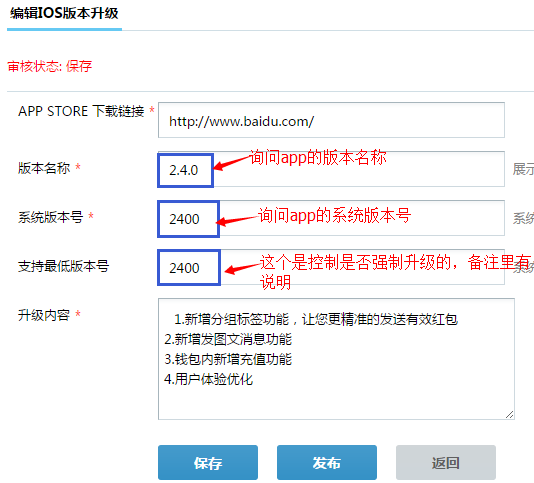 编辑IOS版本升级
审核状态: 保存
APP STORE 下载链接 *
http://www.baidu.com/
版本名称 *
2.4.0
询问app的版本名称
展示
系统版本号 *
2400
询问app的系统版本号
系统
支持最低版本号
2400
这个是控制是否强制升级的，备注里有
说明
系统
升级内容 *
1.新增分组标签功能，让您更精准的发送有效红包
2.新增发图文消息功能
3.钱包内新增充值功能
4.用户体验优化
保存
发布
返回